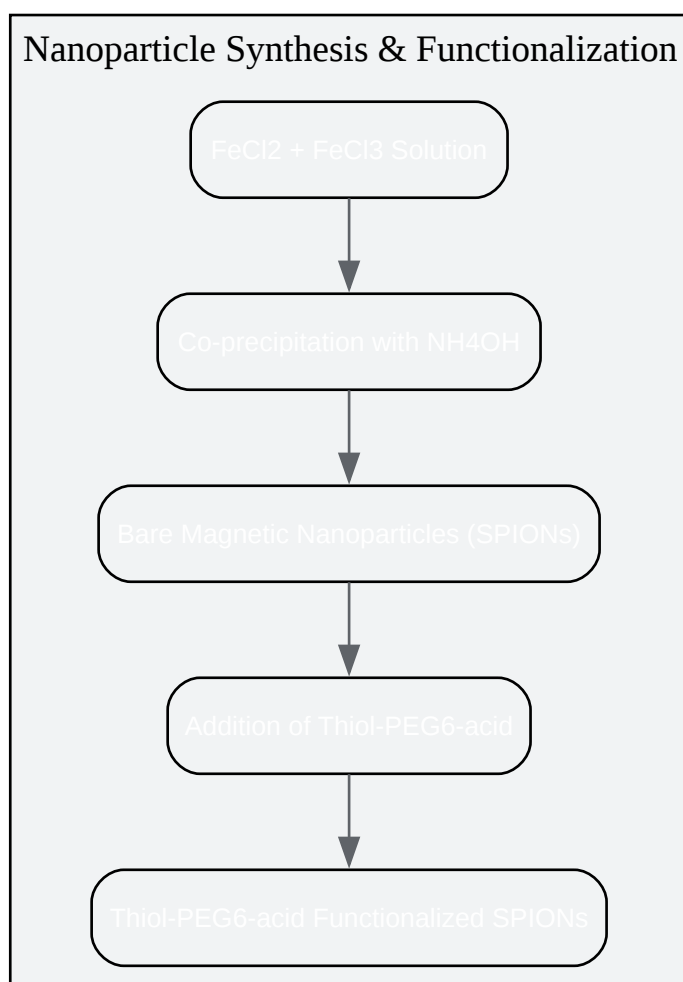 Nanoparticle Synthesis & Functionalization
FeCl2 + FeCl3 Solution
Co-precipitation with NH4OH
Bare Magnetic Nanoparticles (SPIONs)
Addition of Thiol-PEG6-acid
Thiol-PEG6-acid Functionalized SPIONs